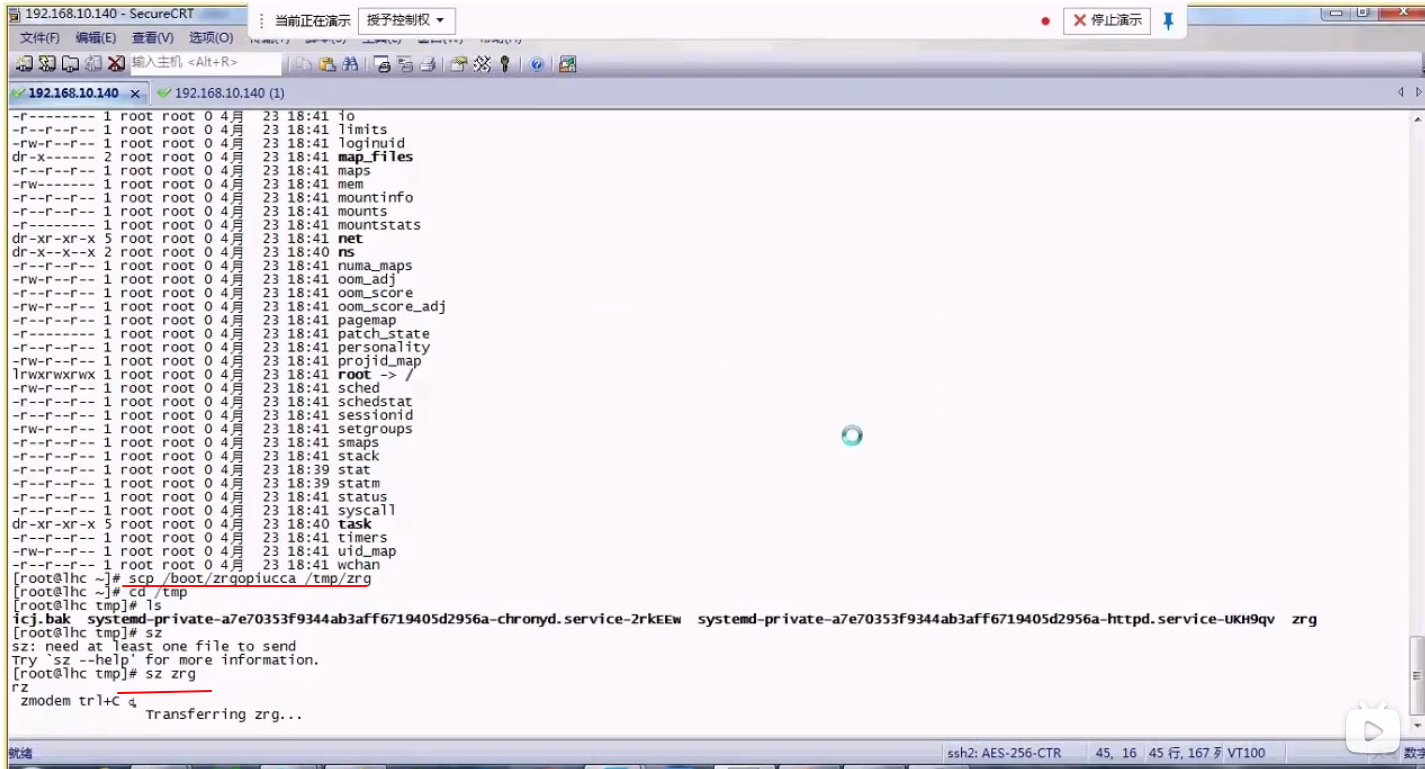 192.168.10.140 - SecureCRT
当前正在演示 授予控制权 停止演示
文件(F) 编辑(E) 查看(V) 选项(O)
输入主机 <Alt+R>
192.168.10.140 192.168.10.140 (1)
-r-------- 1 root root 0 4月 23 18:41 io
-r--r--r-- 1 root root 0 4月 23 18:41 limits
-rw-r--r-- 1 root root 0 4月 23 18:41 loginuid
dr-x------ 2 root root 0 4月 23 18:41 map_files
-r--r--r-- 1 root root 0 4月 23 18:41 maps
-rw------- 1 root root 0 4月 23 18:41 mem
-r--r--r-- 1 root root 0 4月 23 18:41 mountinfo
-r--r--r-- 1 root root 0 4月 23 18:41 mounts
-r-------- 1 root root 0 4月 23 18:41 mountstats
dr-xr-xr-x 5 root root 0 4月 23 18:41 net
dr-x--x--x 2 root root 0 4月 23 18:40 ns
-r--r--r-- 1 root root 0 4月 23 18:41 numa_maps
-rw-r--r-- 1 root root 0 4月 23 18:41 oom_adj
-r--r--r-- 1 root root 0 4月 23 18:41 oom_score
-rw-r--r-- 1 root root 0 4月 23 18:41 oom_score_adj
-r--r--r-- 1 root root 0 4月 23 18:41 pagemap
-r-------- 1 root root 0 4月 23 18:41 patch_state
-r--r--r-- 1 root root 0 4月 23 18:41 personality
-rw-r--r-- 1 root root 0 4月 23 18:41 projid_map
lrwxrwxrwx 1 root root 0 4月 23 18:41 root -> /
-rw-r--r-- 1 root root 0 4月 23 18:41 sched
-r--r--r-- 1 root root 0 4月 23 18:41 schedstat
-r--r--r-- 1 root root 0 4月 23 18:41 sessionid
-rw-r--r-- 1 root root 0 4月 23 18:41 setgroups
-r--r--r-- 1 root root 0 4月 23 18:41 smaps
-r--r--r-- 1 root root 0 4月 23 18:41 stack
-r--r--r-- 1 root root 0 4月 23 18:39 stat
-r--r--r-- 1 root root 0 4月 23 18:39 statm
-r--r--r-- 1 root root 0 4月 23 18:41 status
-r--r--r-- 1 root root 0 4月 23 18:41 syscall
dr-xr-xr-x 5 root root 0 4月 23 18:40 task
-r--r--r-- 1 root root 0 4月 23 18:41 timers
-rw-r--r-- 1 root root 0 4月 23 18:41 uid_map
-r--r--r-- 1 root root 0 4月 23 18:41 wchan
[root@lhc ~]# scp /boot/zrgopiucca /tmp/zrg
[root@lhc ~]# cd /tmp
[root@lhc tmp]# ls
icj.bak systemd-private-a7e70353f9344ab3aff6719405d2956a-chronyd.service-2rkEEw systemd-private-a7e70353f9344ab3aff6719405d2956a-httpd.service-UKH9qv zrg
[root@lhc tmp]# sz
sz: need at least one file to send
Try `sz --help' for more information.
[root@lhc tmp]# sz zrg
rz
zmodem trl+C
Transferring zrg...
就绪 ssh2: AES-256-CTR 45, 16 45 行, 167 列 VT100 数字